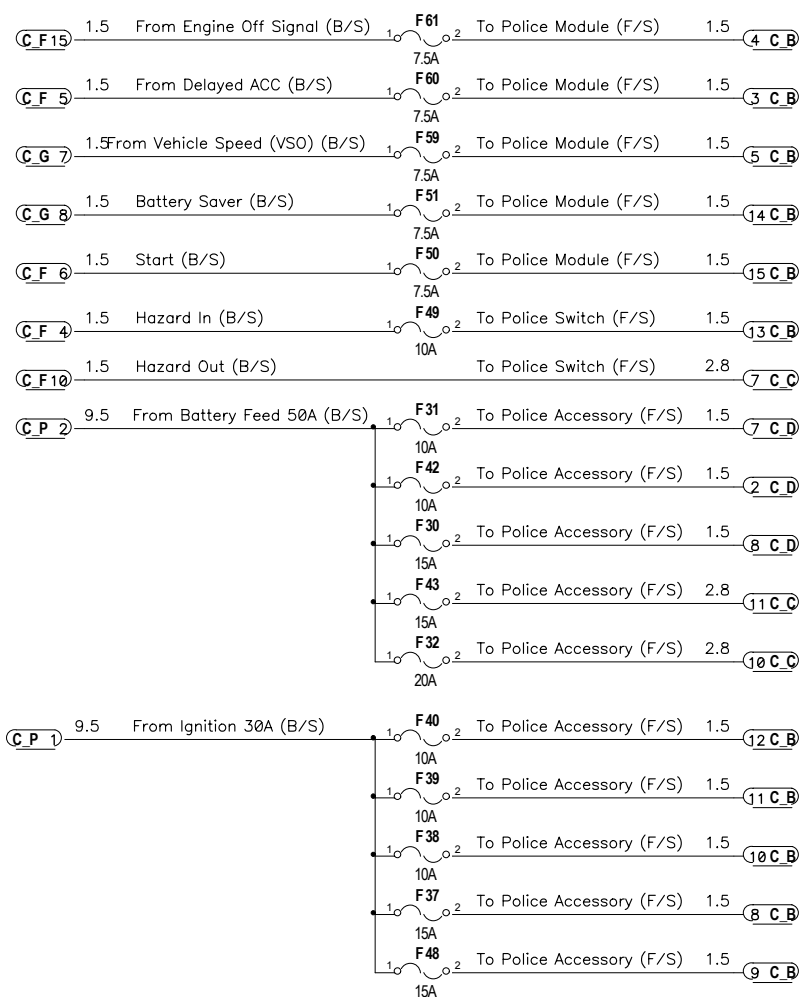 C_F 15 1.5 From Engine Off Signal (B/S) F61 1 2 7.5A To Police Module (F/S) 1.5 4 C_B
C_F 5 1.5 From Delayed ACC (B/S) F60 1 2 7.5A To Police Module (F/S) 1.5 3 C_B
C_G 7 1.5 From Vehicle Speed (VSO) (B/S) F59 1 2 7.5A To Police Module (F/S) 1.5 5 C_B
C_G 8 1.5 Battery Saver (B/S) F51 1 2 7.5A To Police Module (F/S) 1.5 14 C_B
C_F 6 1.5 Start (B/S) F50 1 2 7.5A To Police Module (F/S) 1.5 15 C_B
C_F 4 1.5 Hazard In (B/S) F49 1 2 10A To Police Switch (F/S) 1.5 13 C_B
C_F 10 1.5 Hazard Out (B/S) To Police Switch (F/S) 2.8 7 C_C
C_P 2 9.5 From Battery Feed 50A (B/S) F31 1 2 10A To Police Accessory (F/S) 1.5 7 C_D
F42 1 2 10A To Police Accessory (F/S) 1.5 2 C_D
F30 1 2 15A To Police Accessory (F/S) 1.5 8 C_D
F43 1 2 15A To Police Accessory (F/S) 2.8 11 C_C
F32 1 2 20A To Police Accessory (F/S) 2.8 10 C_C
C_P 1 9.5 From Ignition 30A (B/S) F40 1 2 10A To Police Accessory (F/S) 1.5 12 C_B
F39 1 2 10A To Police Accessory (F/S) 1.5 11 C_B
F38 1 2 10A To Police Accessory (F/S) 1.5 10 C_B
F37 1 2 15A To Police Accessory (F/S) 1.5 8 C_B
F48 1 2 15A To Police Accessory (F/S) 1.5 9 C_B